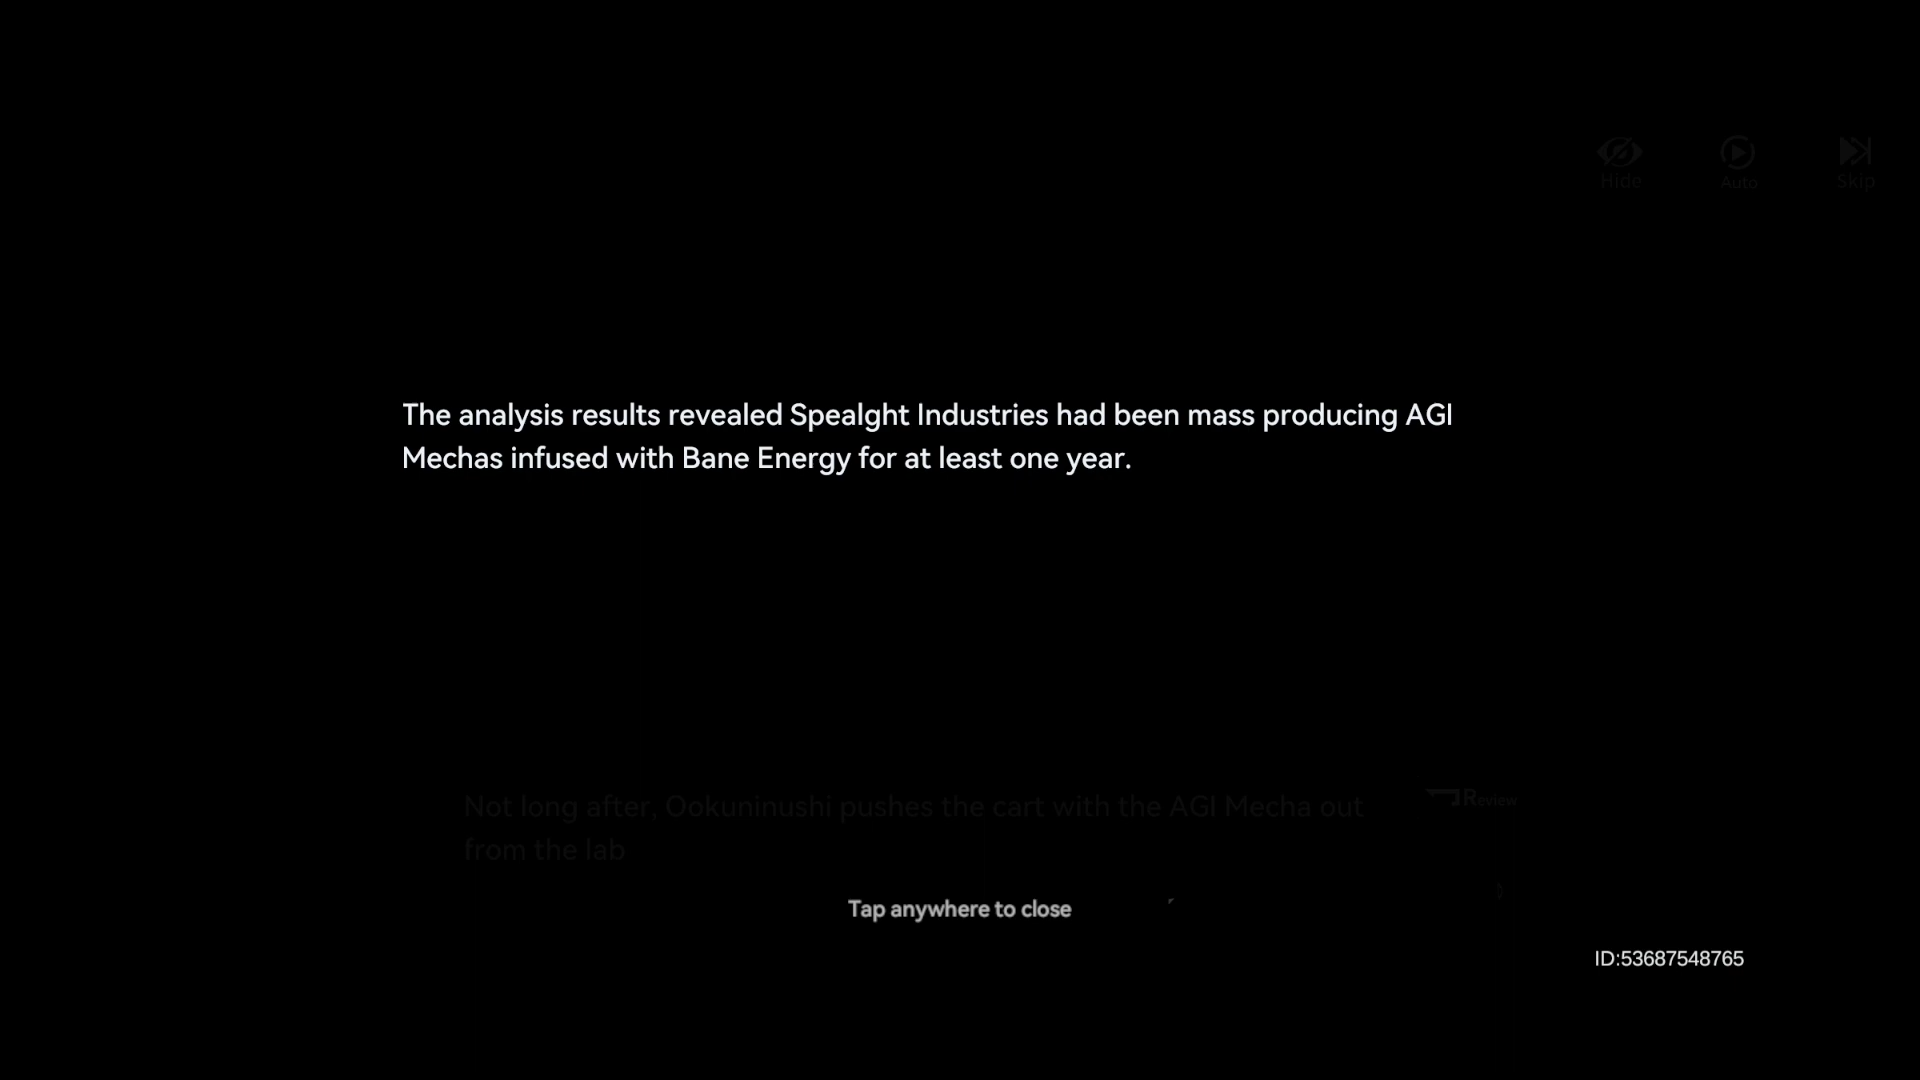 Hide
Auto
Skip
The analysis results revealed Spealght Industries had been mass producing AGI
Mechas infused with Bane Energy for at least one year.
Not long after, Ookuninushi pushes the cart with the AGI Mecha out
from the lab
Review
Tap anywhere to close
ID:53687548765